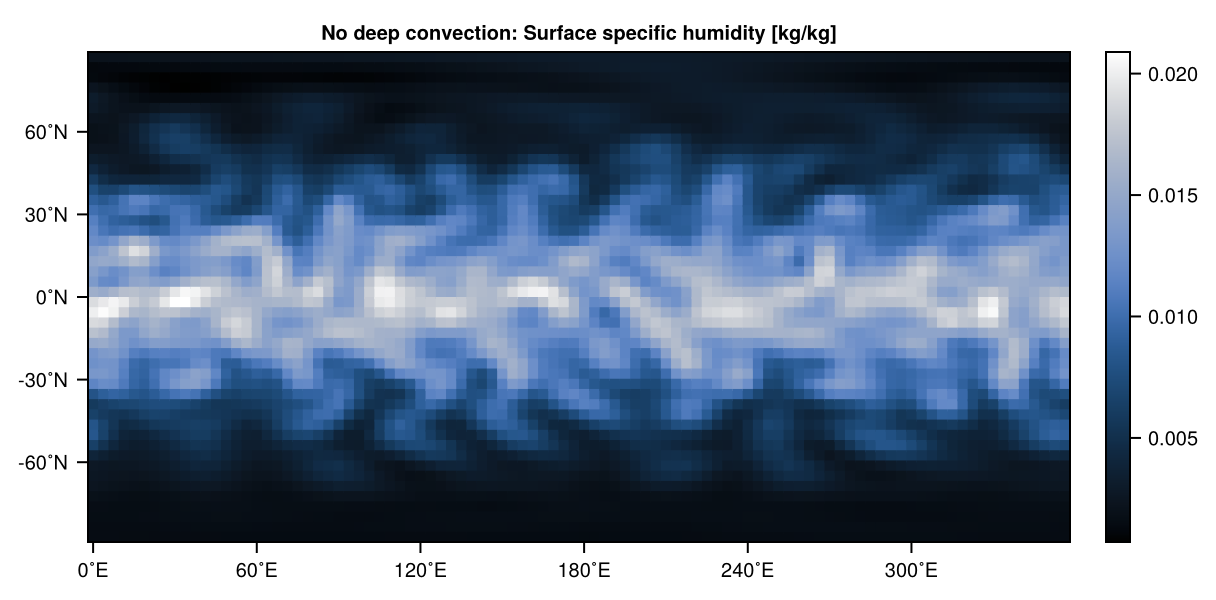 No deep convection: Surface specific humidity [kg/kg]
60˚N
30˚N
0˚N
-30˚N
-60˚N
0˚E
60˚E
120˚E
180˚E
240˚E
300˚E
0.020
0.015
0.010
0.005